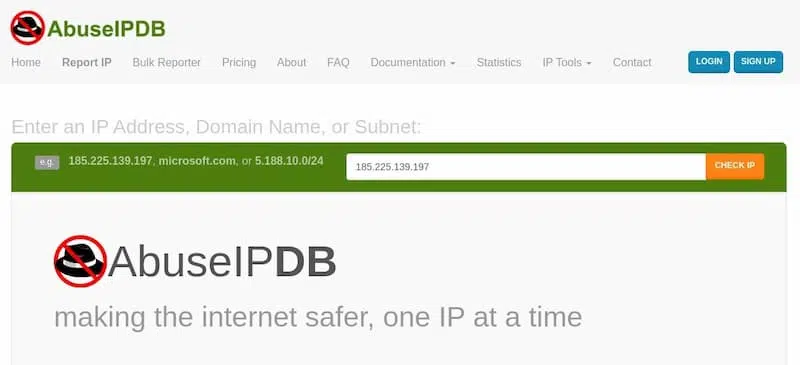 AbuseIPDB
Home Report IP Bulk Reporter Pricing About FAQ Documentation Statistics IP Tools Contact LOGIN SIGN UP
Enter an IP Address, Domain Name, or Subnet:
e.g. 185.225.139.197, microsoft.com, or 5.188.10.0/24 185.225.139.197 CHECK IP
AbuseIPDB
making the internet safer, one IP at a time